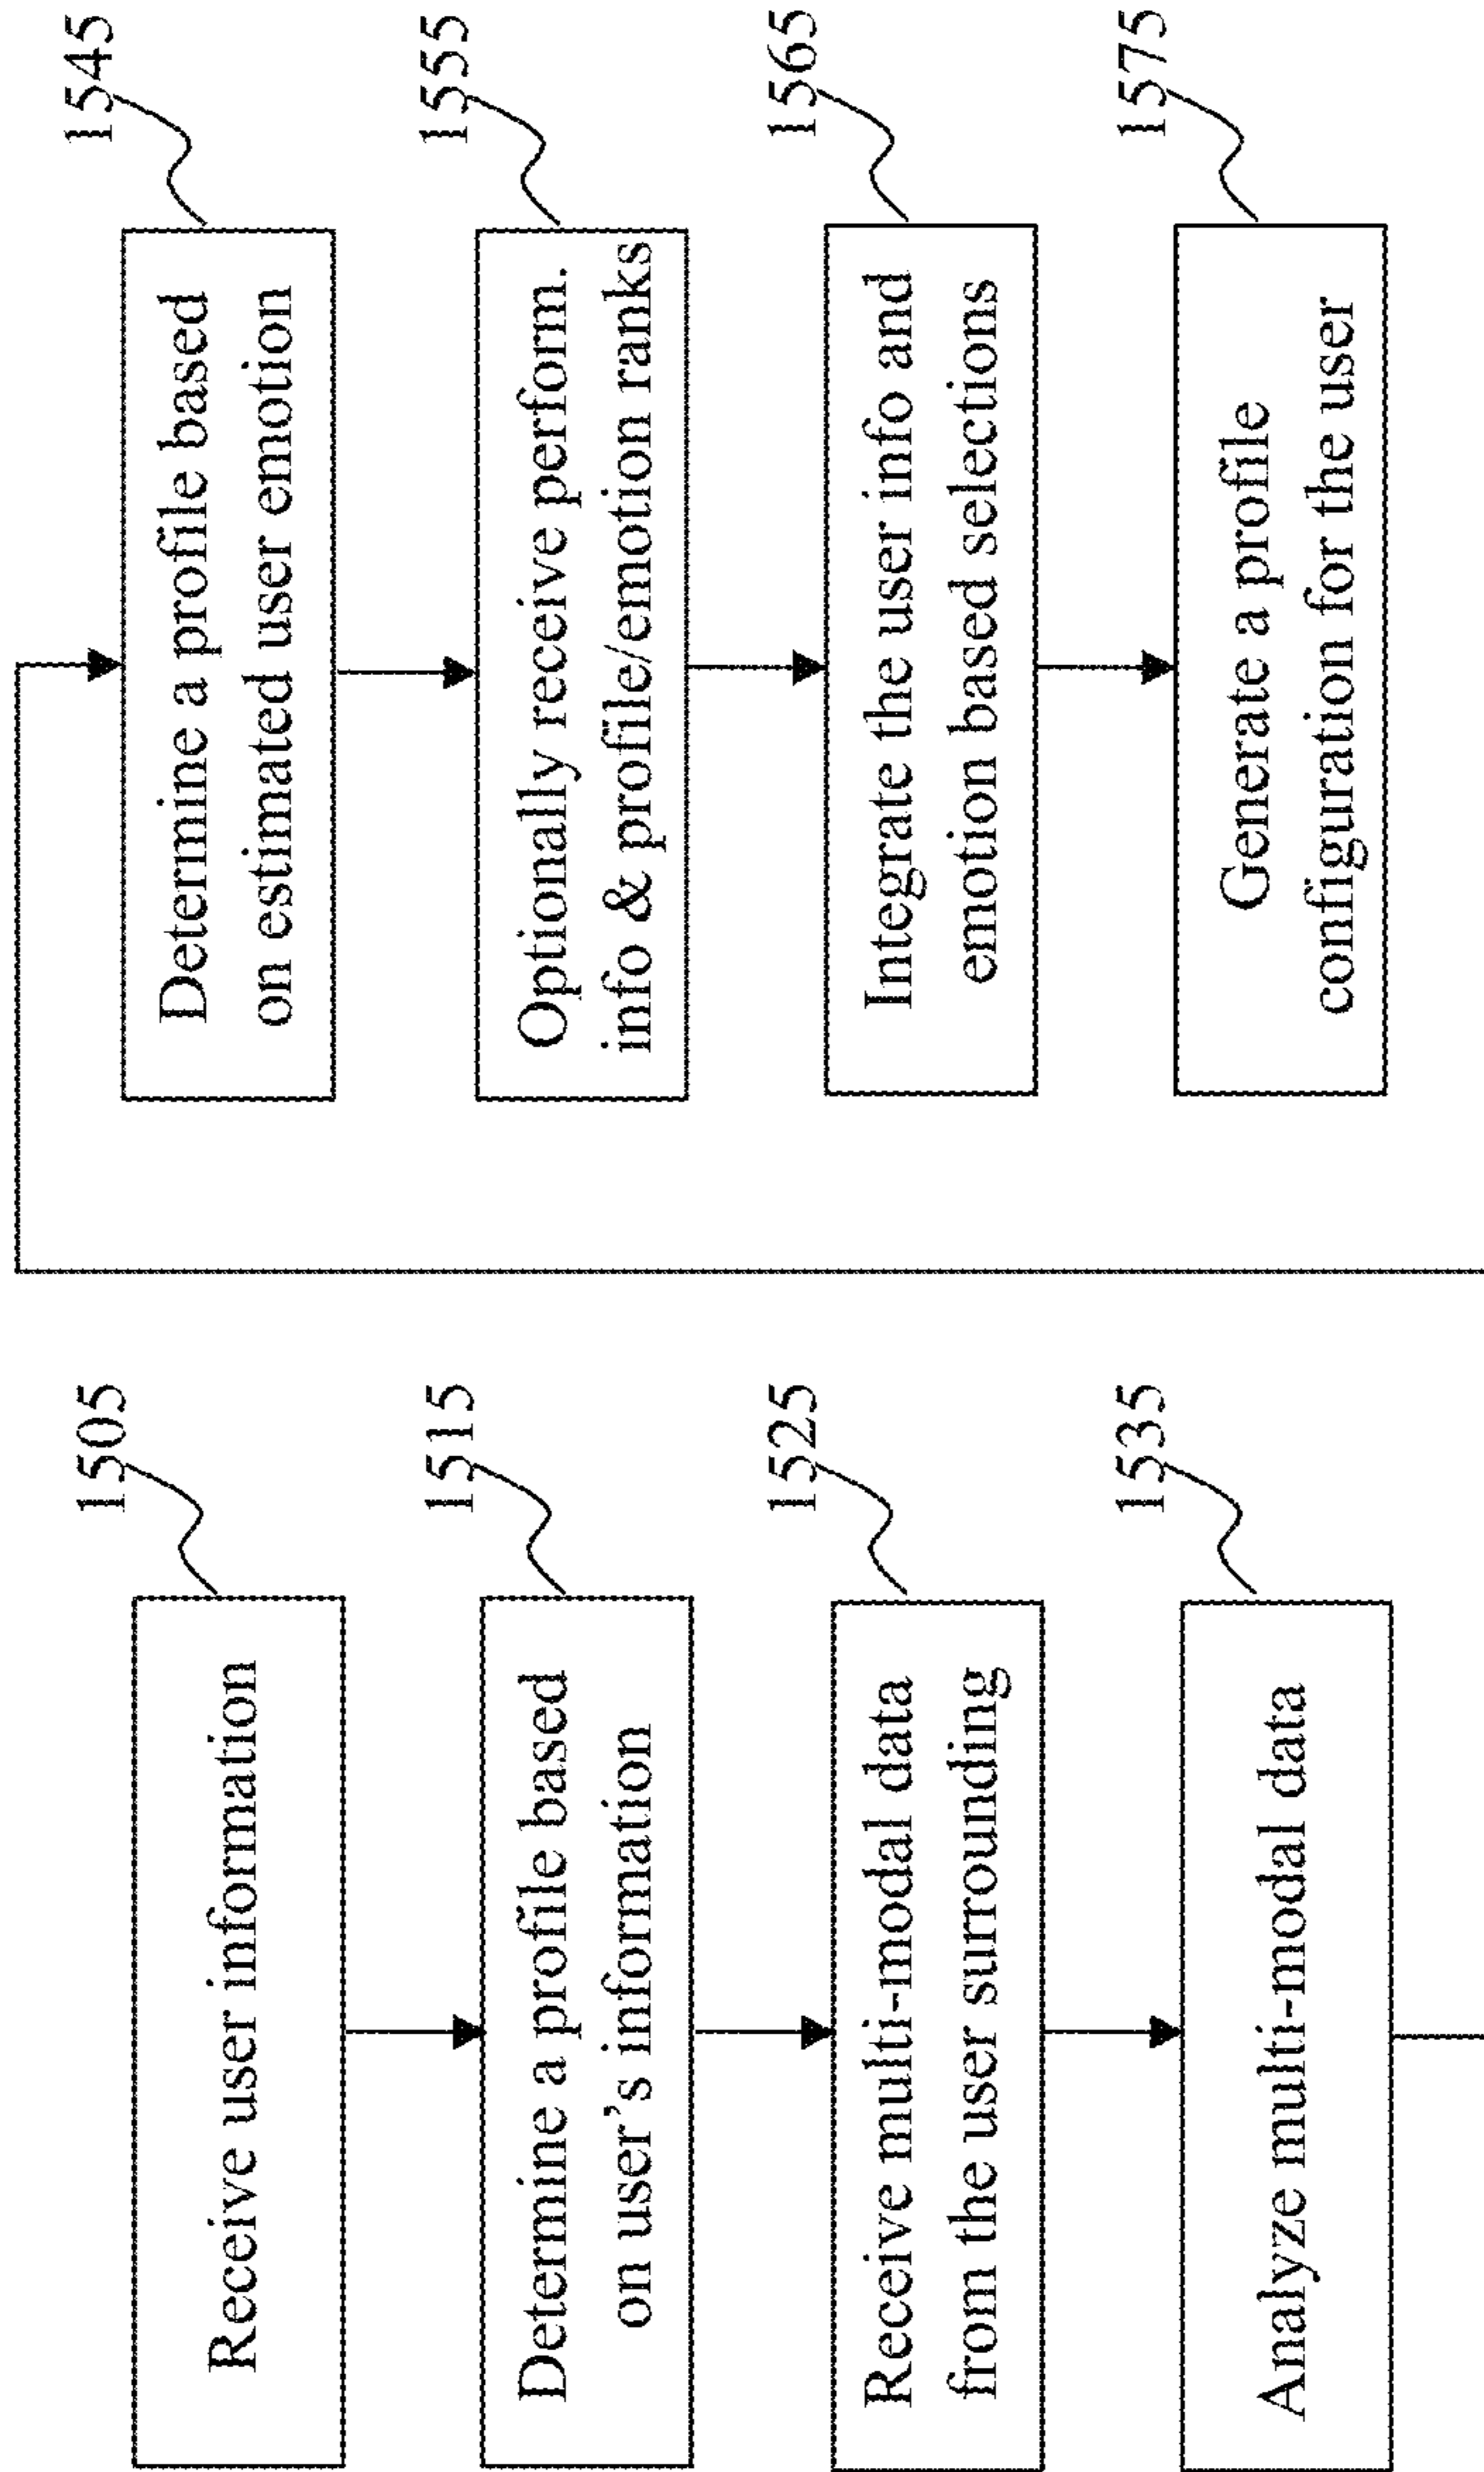 1505
Receive user information
1515
Determine a profile based
on user’s information
1525
Receive multi-modal data
from the user surrounding
1535
Analyze multi-modal data
1545
Determine a profile based
on estimated user emotion
1555
Optionally receive perform.
info & profile/emotion ranks
1565
Integrate the user info and
emotion based selections
1575
Generate a profile
configuration for the user